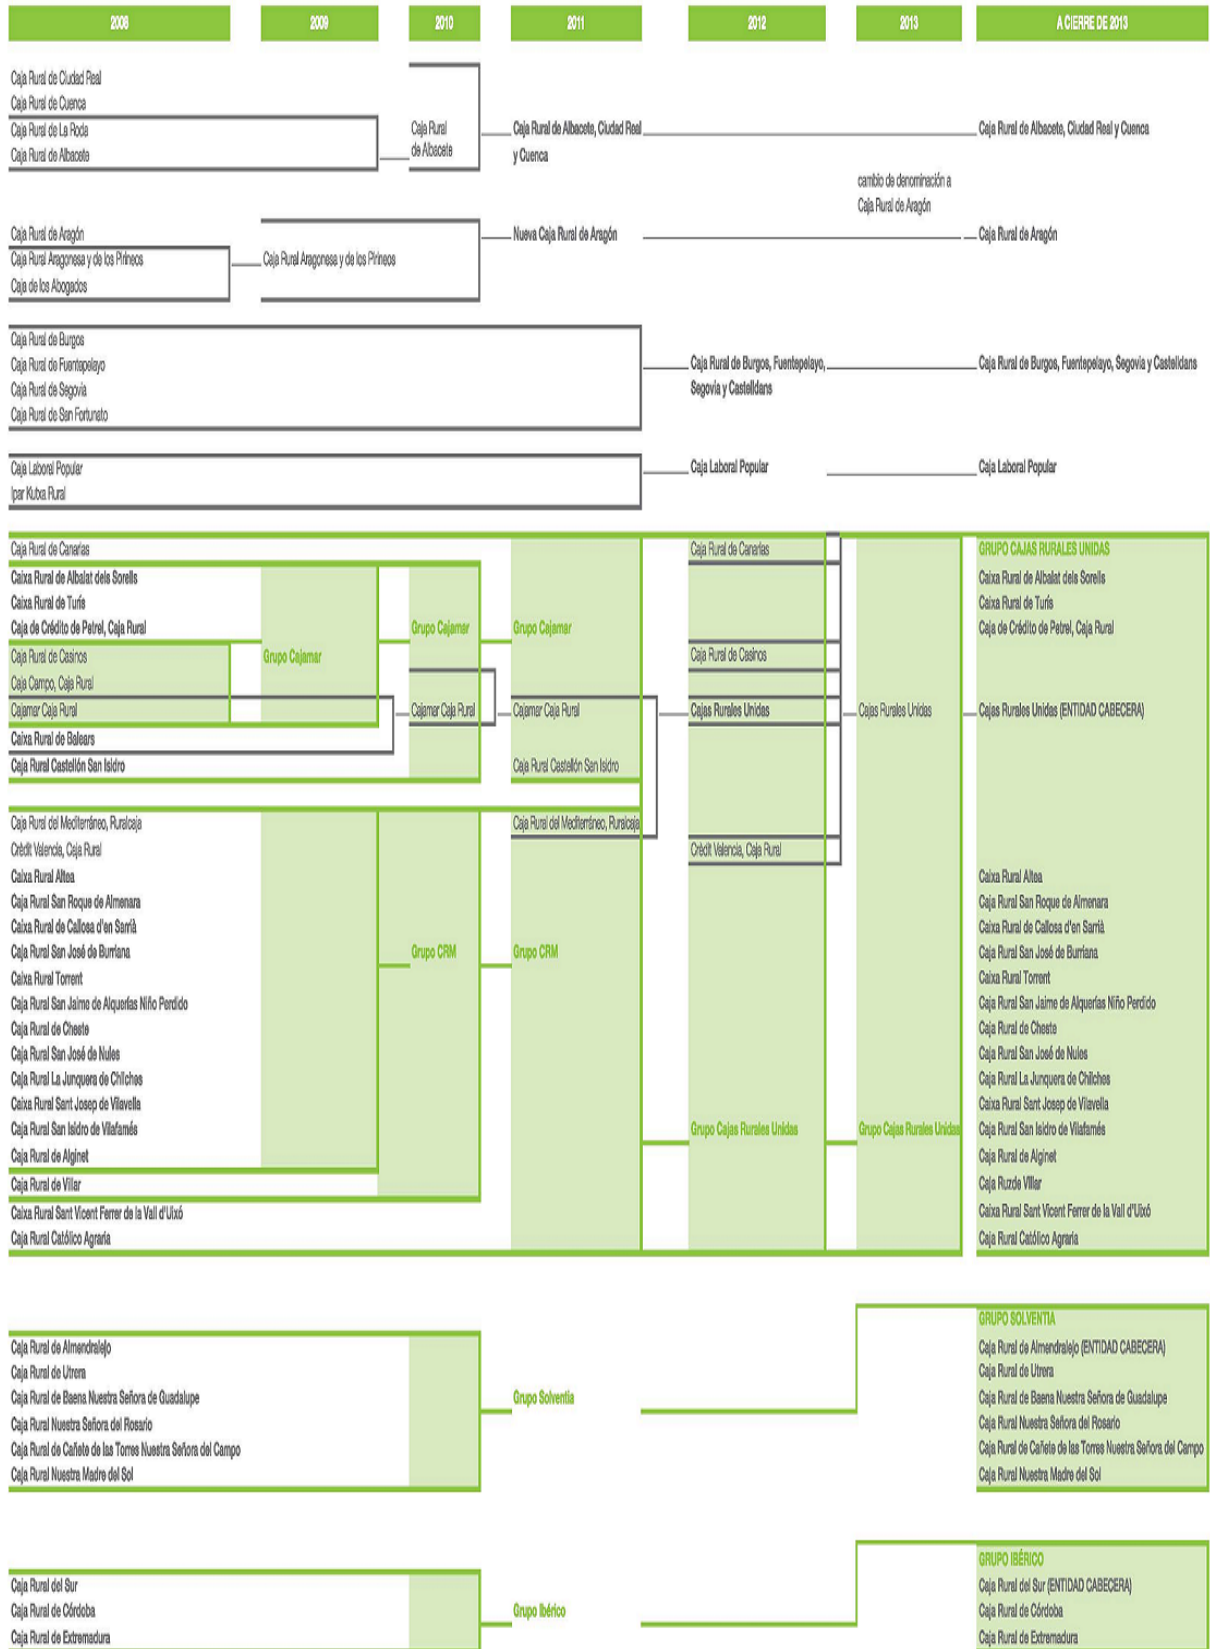 2008 2009 2010 2011 2012 2013 A CIERRE DE 2013
Caja Rural de Ciudad Real
Caja Rural de Cuenca
Caja Rural de La Roda
Caja Rural de Albacete
Caja Rural
de Albacete
Caja Rural de Albacete, Ciudad Real
y Cuenca
Caja Rural de Albacete, Ciudad Real y Cuenca
cambio de denominación a
Caja Rural de Aragón
Caja Rural de Aragón
Caja Rural Aragonesa y de los Pirineos
Caja de los Abogados
Caja Rural Aragonesa y de los Pirineos
Nueva Caja Rural de Aragón
Caja Rural de Aragón
Caja Rural de Burgos
Caja Rural de Fuentepelayo
Caja Rural de Segovia
Caja Rural de San Fortunato
Caja Rural de Burgos, Fuentepelayo,
Segovia y Castelldans
Caja Rural de Burgos, Fuentepelayo, Segovia y Castelldans
Caja Laboral Popular
Ipar Kutxa Rural
Caja Laboral Popular
Caja Laboral Popular
Caja Rural de Canarias
Caixa Rural de Albalat dels Sorells
Caixa Rural de Turís
Caja de Crédito de Petrel, Caja Rural
Caja Rural de Casinos
Caja Campo, Caja Rural
Cajamar Caja Rural
Caixa Rural de Balears
Caja Rural Castellón San Isidro
Grupo Cajamar
Grupo Cajamar
Cajamar Caja Rural
Grupo Cajamar
Cajamar Caja Rural
Caja Rural Castellón San Isidro
Caja Rural de Canarias
Caja Rural de Casinos
Cajas Rurales Unidas
Cajas Rurales Unidas
GRUPO CAJAS RURALES UNIDAS
Caixa Rural de Albalat dels Sorells
Caixa Rural de Turís
Caja de Crédito de Petrel, Caja Rural
Cajas Rurales Unidas (ENTIDAD CABECERA)
Caja Rural del Mediterráneo, Ruralcaja
Crèdit Valencia, Caja Rural
Caixa Rural Altea
Caja Rural San Roque de Almenara
Caixa Rural de Callosa d'en Sarrià
Caja Rural San José de Burriana
Caixa Rural Torrent
Caja Rural San Jaime de Alquerías Niño Perdido
Caja Rural de Cheste
Caja Rural San José de Nules
Caja Rural La Junquera de Chilches
Caixa Rural Sant Josep de Vilavella
Caja Rural San Isidro de Vilafamés
Caja Rural de Alginet
Caja Rural de Villar
Caixa Rural Sant Vicent Ferrer de la Vall d'Uixó
Caja Rural Católico Agraria
Grupo CRM
Caja Rural del Mediterráneo, Ruralcaja
Grupo CRM
Crèdit Valencia, Caja Rural
Grupo Cajas Rurales Unidas
Grupo Cajas Rurales Unidas
Caixa Rural Altea
Caja Rural San Roque de Almenara
Caixa Rural de Callosa d'en Sarrià
Caja Rural San José de Burriana
Caixa Rural Torrent
Caja Rural San Jaime de Alquerías Niño Perdido
Caja Rural de Cheste
Caja Rural San José de Nules
Caja Rural La Junquera de Chilches
Caixa Rural Sant Josep de Vilavella
Caja Rural San Isidro de Vilafamés
Caja Rural de Alginet
Caja Ruzde Villar
Caixa Rural Sant Vicent Ferrer de la Vall d'Uixó
Caja Rural Católico Agraria
Caja Rural de Almendralejo
Caja Rural de Utrera
Caja Rural de Baena Nuestra Señora de Guadalupe
Caja Rural Nuestra Señora del Rosario
Caja Rural de Cañete de las Torres Nuestra Señora del Campo
Caja Rural Nuestra Madre del Sol
Grupo Solventia
GRUPO SOLVENTIA
Caja Rural de Almendralejo (ENTIDAD CABECERA)
Caja Rural de Utrera
Caja Rural de Baena Nuestra Señora de Guadalupe
Caja Rural Nuestra Señora del Rosario
Caja Rural de Cañete de las Torres Nuestra Señora del Campo
Caja Rural Nuestra Madre del Sol
Caja Rural del Sur
Caja Rural de Córdoba
Caja Rural de Extremadura
Grupo Ibérico
GRUPO IBÉRICO
Caja Rural del Sur (ENTIDAD CABECERA)
Caja Rural de Córdoba
Caja Rural de Extremadura